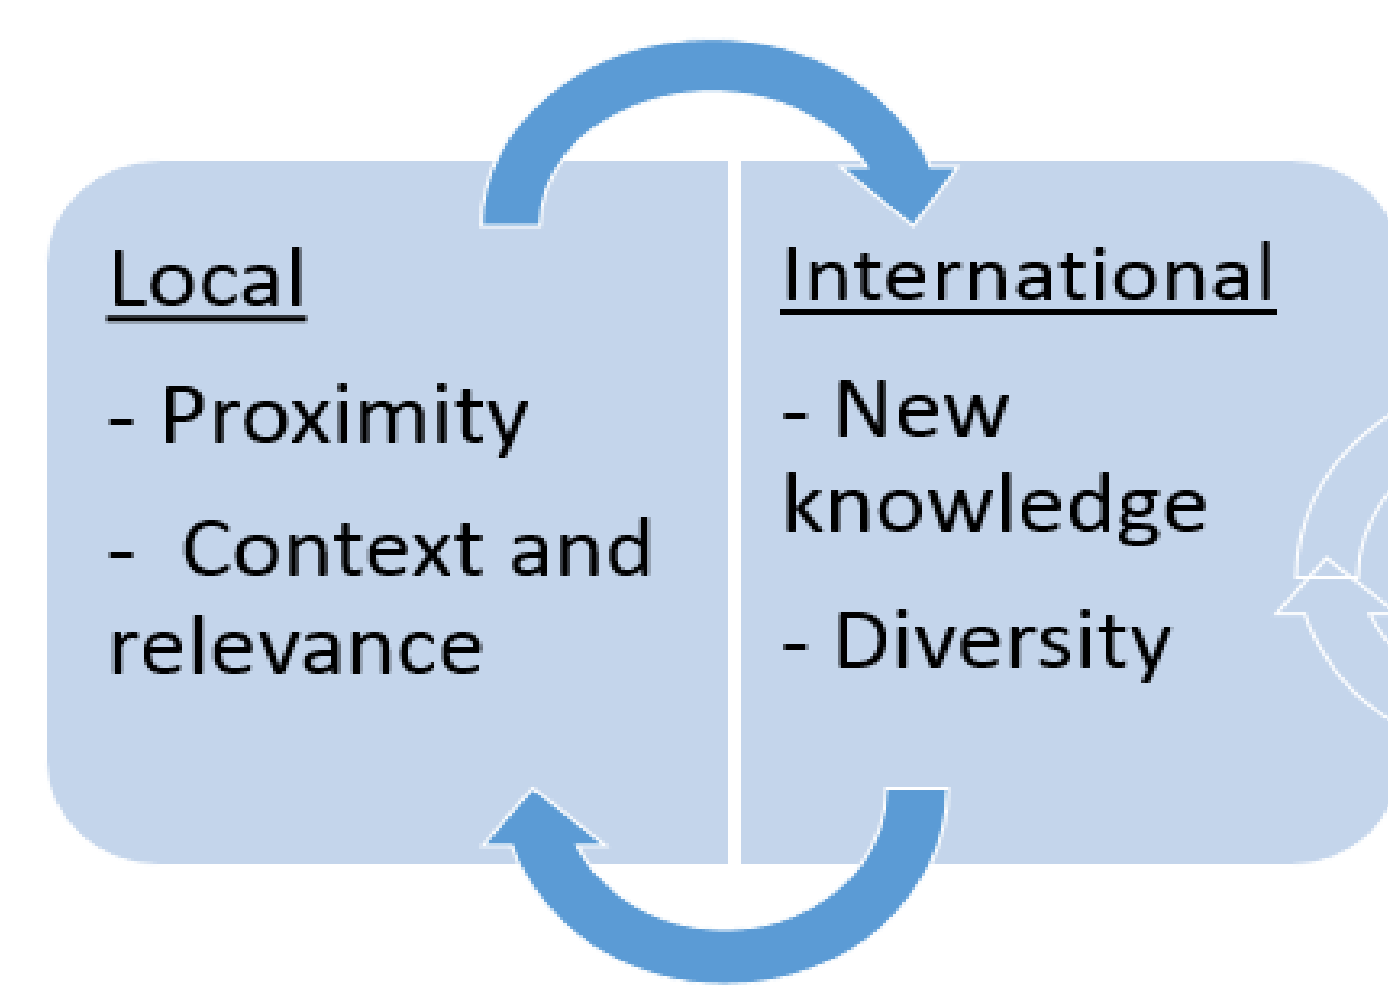 Local
- Proximity
- Context and
relevance
International
- New
knowledge
- Diversity